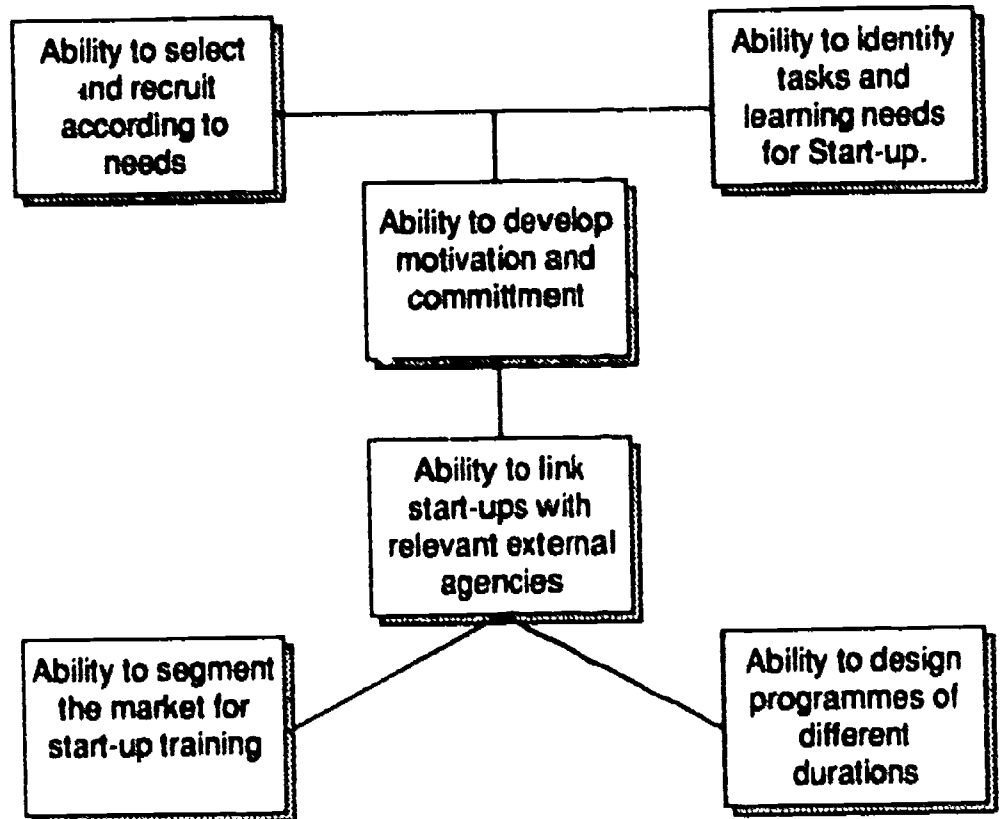 Ability to select
and recruit
according to
needs
Ability to identify
tasks and
learning needs
for Start-up.
Ability to develop
motivation and
committment
Ability to link
start-ups with
relevant external
agencies
Ability to segment
the market for
start-up training
Ability to design
programmes of
different
durations